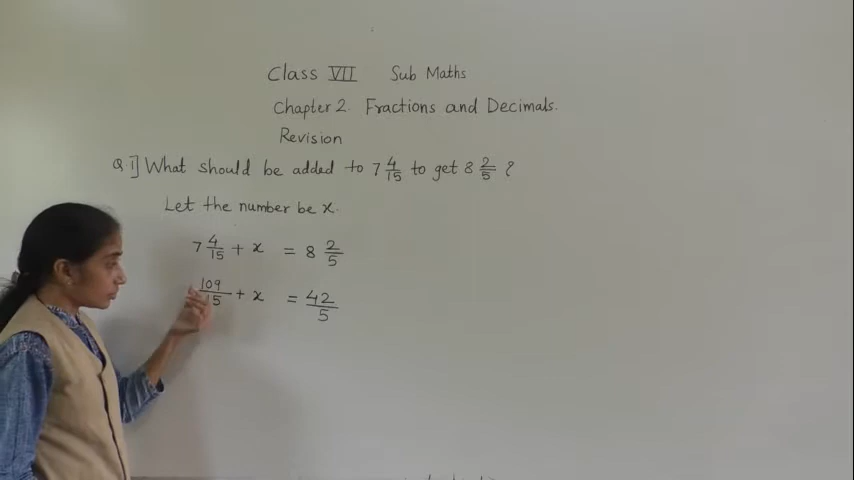 Class VII Sub Maths
Chapter 2. Fractions and Decimals.
Revision
Q.1] What should be added to 7 4/15 to get 8 2/5 ?
Let the number be x.
7 4/15 + x = 8 2/5
109/15 + x = 42/5